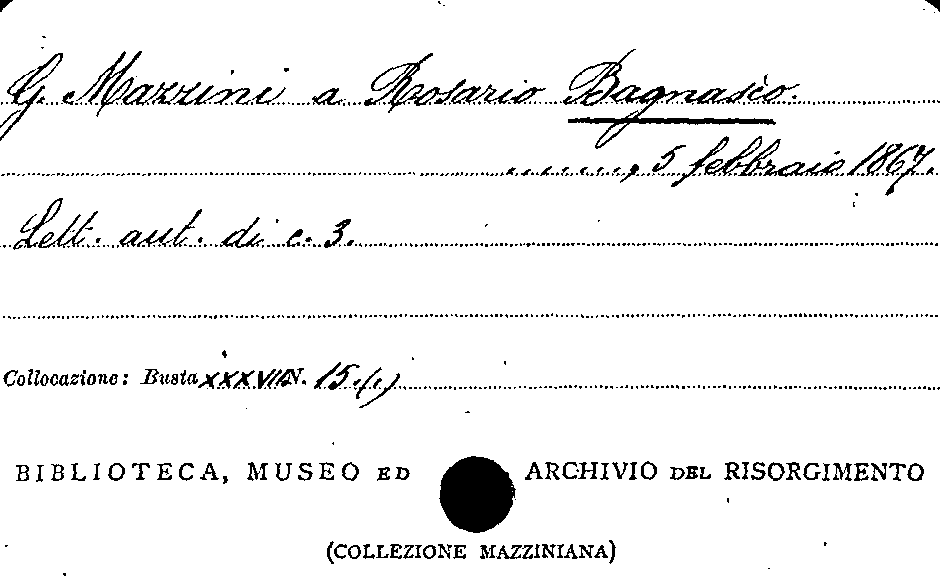 G. Mazzini a Rosario Bagnasco.
........, 5 febbraio 1867.
Lett. aut. di c. 3.
Collocazione: Busta XXXVII N. 15.(1)
BIBLIOTECA, MUSEO ED ARCHIVIO DEL RISORGIMENTO
(COLLEZIONE MAZZINIANA)